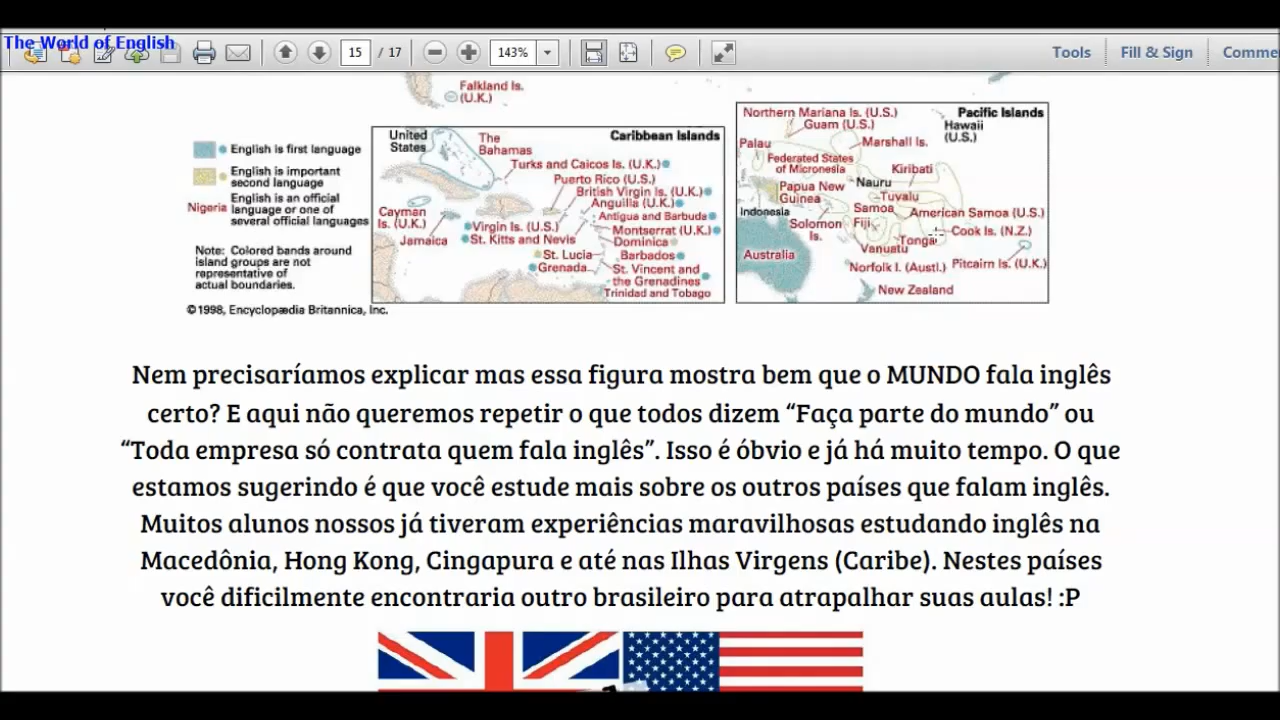 The World of English
15 / 17
143%
Tools
Fill & Sign
Comme
Falkland Is.
(U.K.)
English is first language
English is important
second language
Nigeria
English is an official
language or one of
several official languages
Note: Colored bands around
island groups are not
representative of
actual boundaries.
©1998, Encyclopædia Britannica, Inc.
Caribbean Islands
United
States
The
Bahamas
Turks and Caicos Is. (U.K.)
Puerto Rico (U.S.)
British Virgin Is. (U.K.)
Anguilla (U.K.)
Cayman
Is. (U.K.)
Antigua and Barbuda
Virgin Is. (U.S.)
Montserrat (U.K.)
Jamaica
St. Kitts and Nevis
Dominica
St. Lucia
Barbados
Grenada
St. Vincent and
the Grenadines
Trinidad and Tobago
Pacific Islands
Northern Mariana Is. (U.S.)
Guam (U.S.)
Hawaii
(U.S.)
Palau
Marshall Is.
Federated States
of Micronesia
Kiribati
Papua New
Guinea
Nauru
Tuvalu
Indonesia
Samoa
American Samoa (U.S.)
Solomon
Is.
Fiji
Cook Is. (N.Z.)
Tonga
Vanuatu
Australia
Norfolk I. (Austl.)
Pitcairn Is. (U.K.)
New Zealand
Nem precisaríamos explicar mas essa figura mostra bem que o MUNDO fala inglês
certo? E aqui não queremos repetir o que todos dizem “Faça parte do mundo” ou
“Toda empresa só contrata quem fala inglês”. Isso é óbvio e já há muito tempo. O que
estamos sugerindo é que você estude mais sobre os outros países que falam inglês.
Muitos alunos nossos já tiveram experiências maravilhosas estudando inglês na
Macedônia, Hong Kong, Cingapura e até nas Ilhas Virgens (Caribe). Nestes países
você dificilmente encontraria outro brasileiro para atrapalhar suas aulas! :P